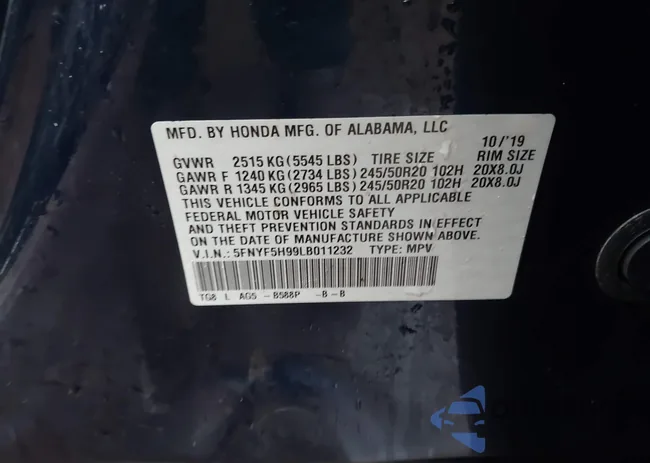 MFD. BY HONDA MFG. OF ALABAMA, LLC
10/'19
GVWR 2515 KG(5545 LBS) TIRE SIZE RIM SIZE
GAWR F 1240 KG(2734 LBS)245/50R20 102H 20X8.0J
GAWR R 1345 KG(2965 LBS)245/50R20 102H 20X8.0J
THIS VEHICLE CONFORMS TO ALL APPLICABLE
FEDERAL MOTOR VEHICLE SAFETY
AND THEFT PREVENTION STANDARDS IN EFFECT
ON THE DATE OF MANUFACTURE SHOWN ABOVE.
V.I.N.: 5FNYF5H99LB011232 TYPE: MPV
TG8 L AG5 -B588P -B-B